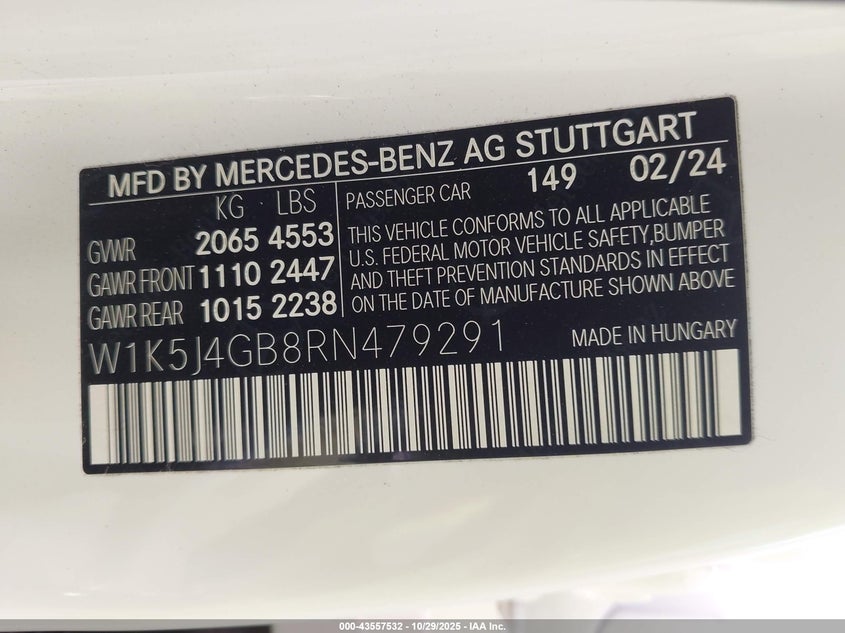 MFD BY MERCEDES-BENZ AG STUTTGART
KG LBS
GVWR 2065 4553
GAWR FRONT 1110 2447
GAWR REAR 1015 2238
PASSENGER CAR 149 02/24
THIS VEHICLE CONFORMS TO ALL APPLICABLE
U.S. FEDERAL MOTOR VEHICLE SAFETY,BUMPER
AND THEFT PREVENTION STANDARDS IN EFFECT
ON THE DATE OF MANUFACTURE SHOWN ABOVE
W1K5J4GB8RN479291
MADE IN HUNGARY
000-43557532 - 10/29/2025 - IAA Inc.